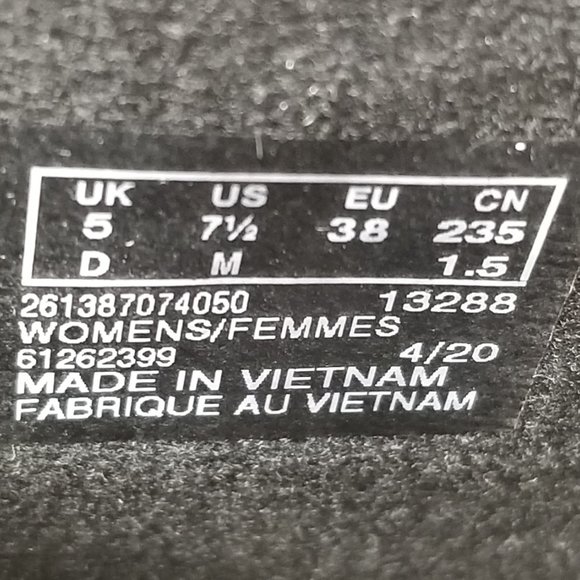 UK US EU CN
5 7½ 38 235
D M 1.5
261387074050 13288
WOMENS/FEMMES
61262399 4/20
MADE IN VIETNAM
FABRIQUE AU VIETNAM